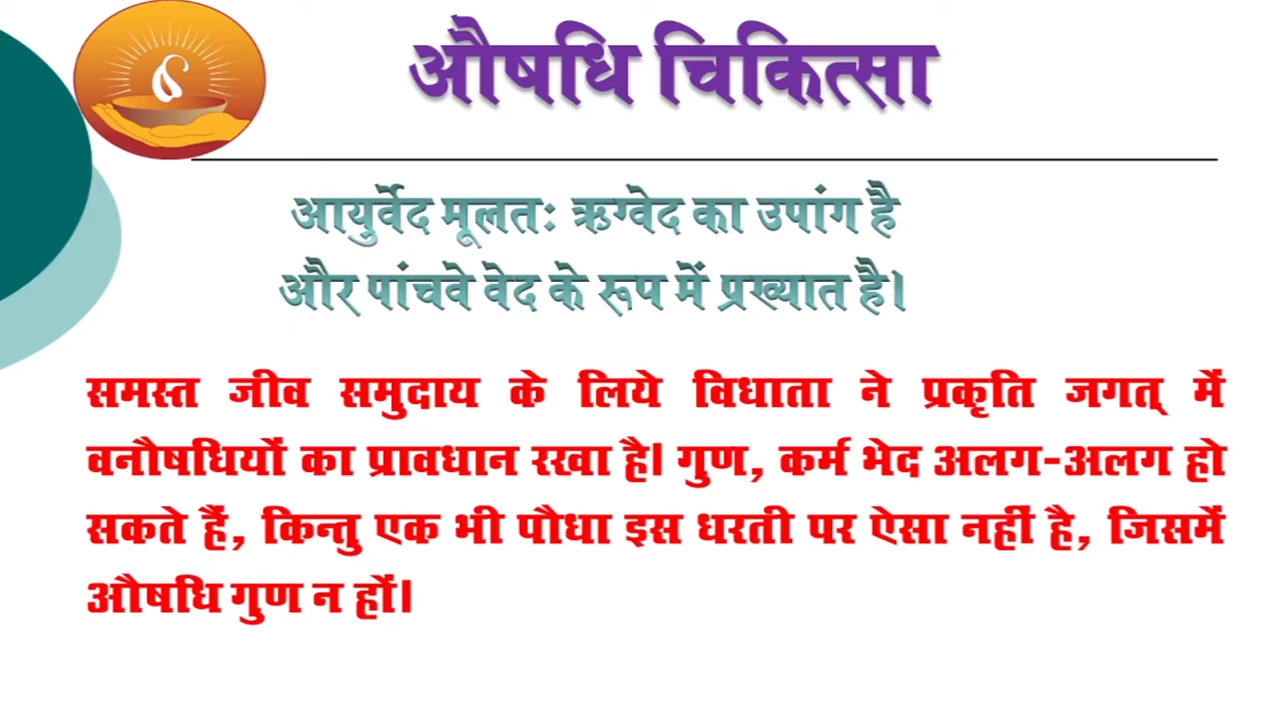 औषधि चिकित्सा
आयुर्वेद मूलतः ऋग्वेद का उपांग है
और पांचवे वेद के रूप में प्रख्यात है।
समस्त जीव समुदाय के लिये विधाता ने प्रकृति जगत् में
वनौषधियों का प्रावधान रखा है। गुण, कर्म भेद अलग-अलग हो
सकते हैं, किन्तु एक भी पौधा इस धरती पर ऐसा नहीं है, जिसमें
औषधि गुण न हों।